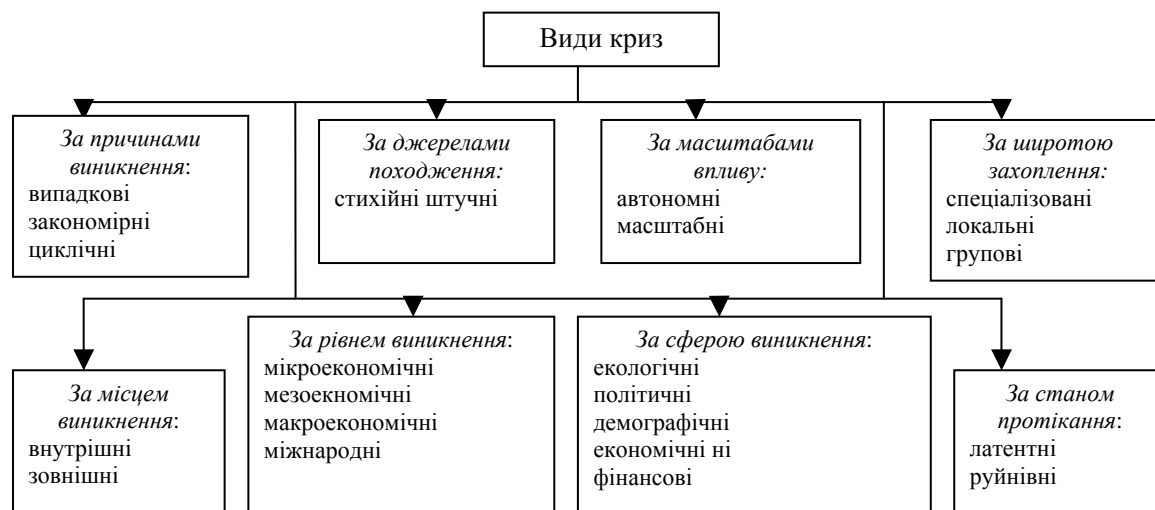 Види криз
За причинами
виникнення:
випадкові
закономірні
циклічні
За джерелами
походження:
стихійні штучні
За масштабами
впливу:
автономні
масштабні
За широтою
захоплення:
спеціалізовані
локальні
групові
За місцем
виникнення:
внутрішні
зовнішні
За рівнем виникнення:
мікроекономічні
мезоекномічні
макроекономічні
міжнародні
За сферою виникнення:
екологічні
політичні
демографічні
економічні ні
фінансові
За станом
протікання:
латентні
руйнівні